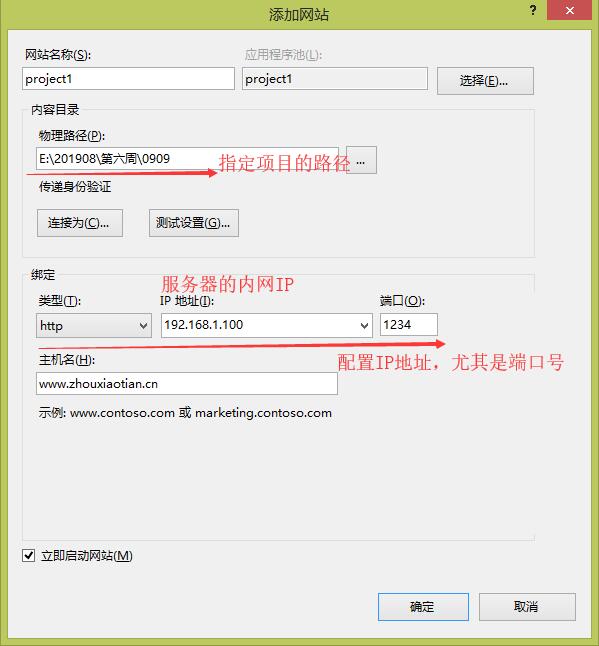 添加网站
?
网站名称(S):
应用程序池(L):
project1
project1
选择(E)...
内容目录
物理路径(P):
E:\201908\第六周\0909
...
指定项目的路径
传递身份验证
连接为(C)...
测试设置(G)...
绑定
服务器的内网IP
类型(T):
IP 地址(I):
端口(O):
http
192.168.1.100
1234
配置IP地址，尤其是端口号
主机名(H):
www.zhouxiaotian.cn
示例: www.contoso.com 或 marketing.contoso.com
立即启动网站(M)
确定
取消